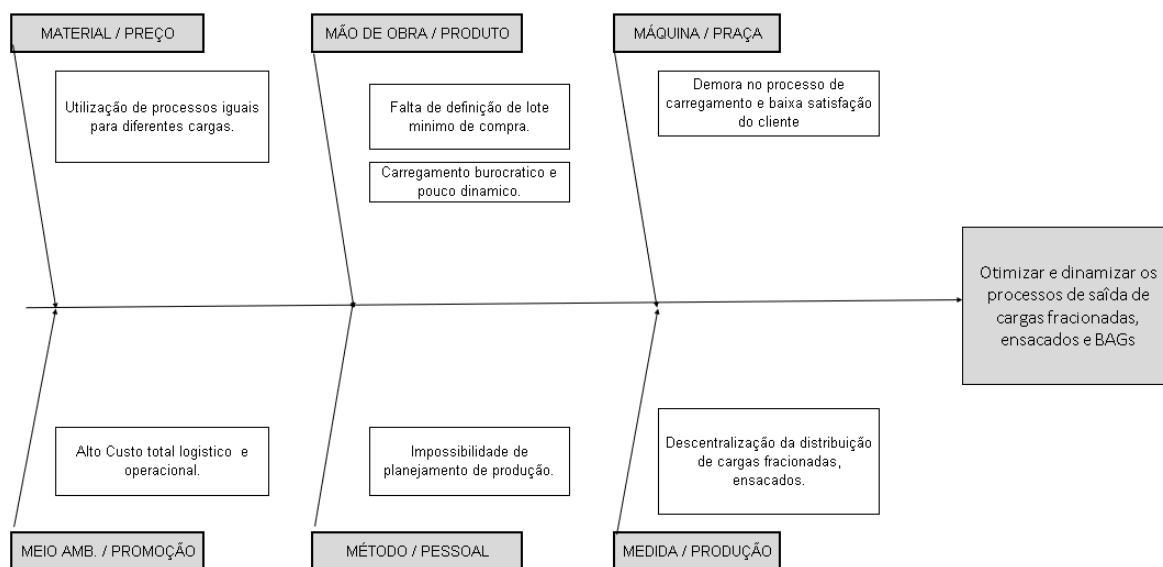 MATERIAL / PREÇO
MÃO DE OBRA / PRODUTO
MÁQUINA / PRAÇA
Utilização de processos iguais
para diferentes cargas.
Falta de definição de lote
minimo de compra.
Carregamento burocratico e
pouco dinamico.
Demora no processo de
carregamento e baixa satisfação
do cliente
Otimizar e dinamizar os
processos de saída de
cargas fracionadas,
ensacados e BAGs
Alto Custo total logistico e
operacional.
Impossibilidade de
planejamento de produção.
Descentralização da distribuição
de cargas fracionadas,
ensacados.
MEIO AMB. / PROMOÇÃO
MÉTODO / PESSOAL
MEDIDA / PRODUÇÃO